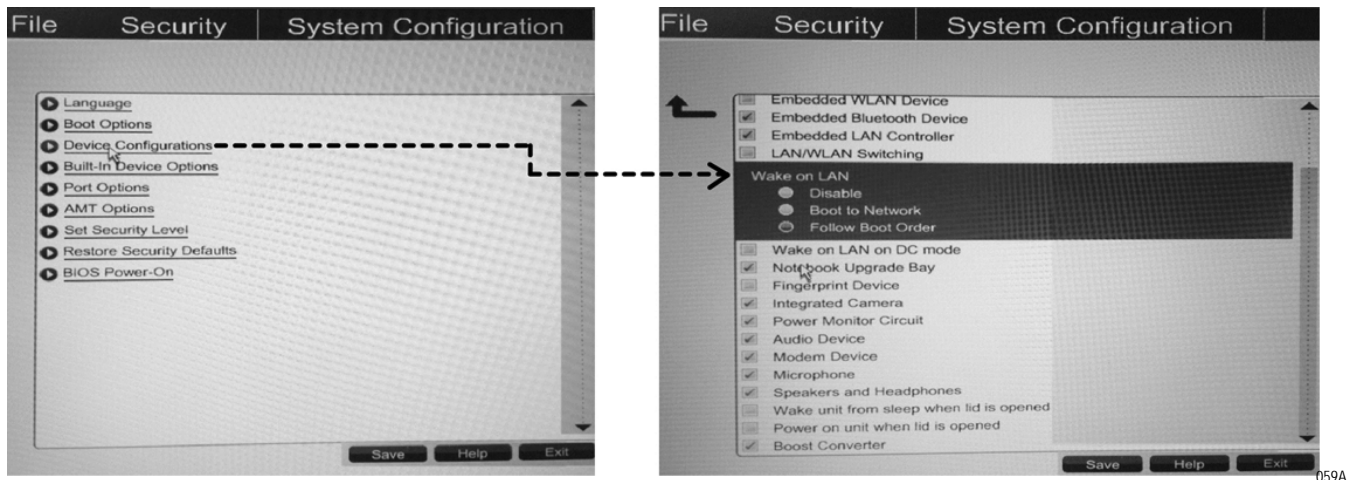 File Security System Configuration
Language
Boot Options
Device Configurations
Built-In Device Options
Port Options
AMT Options
Set Security Level
Restore Security Defaults
BIOS Power-On
Save Help Exit
File Security System Configuration
Embedded WLAN Device
Embedded Bluetooth Device
Embedded LAN Controller
LAN/WLAN Switching
Wake on LAN
Disable
Boot to Network
Follow Boot Order
Wake on LAN on DC mode
Notebook Upgrade Bay
Fingerprint Device
Integrated Camera
Power Monitor Circuit
Audio Device
Modem Device
Microphone
Speakers and Headphones
Wake unit from sleep when lid is opened
Power on unit when lid is opened
Boost Converter
Save Help Exit
059A